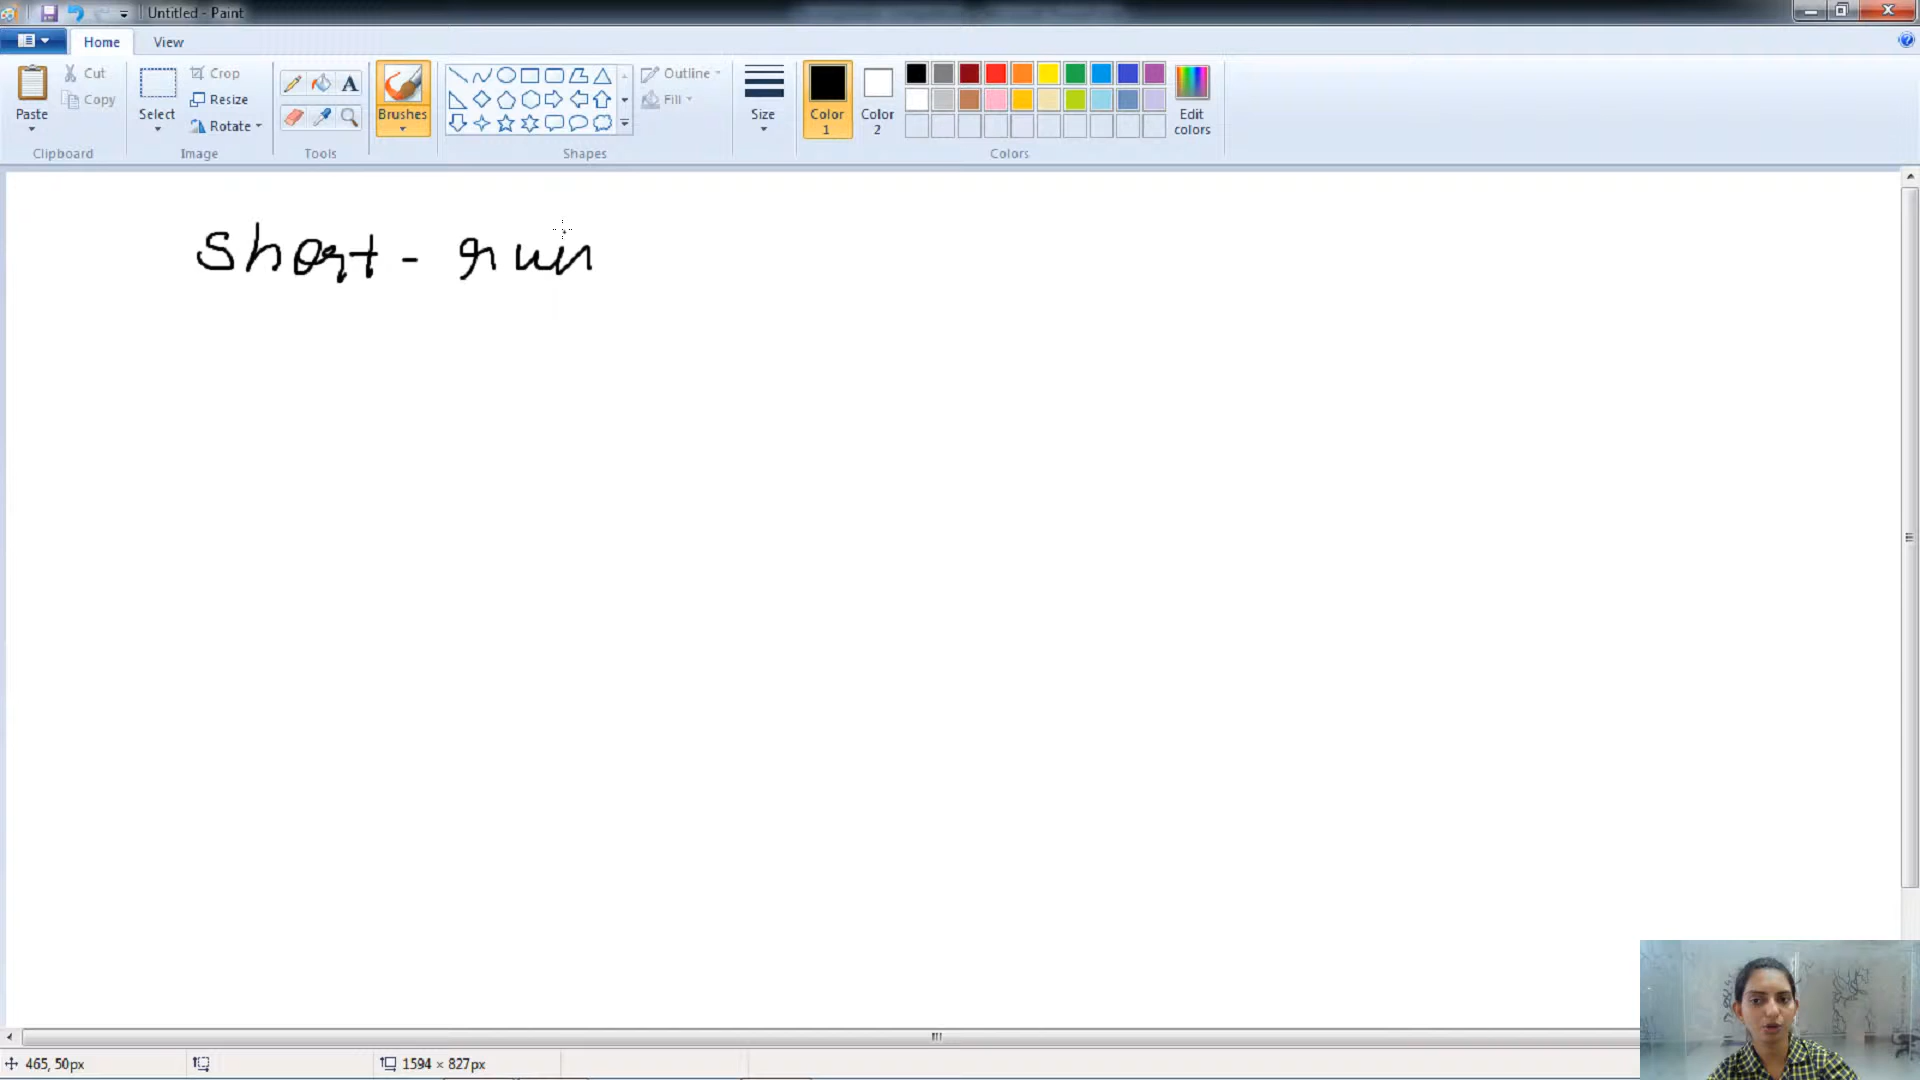 Untitled - Paint
Home View
Paste
Cut
Copy
Clipboard
Select
Crop
Resize
Rotate
Image
Tools
Brushes
Shapes
Outline
Fill
Size
Color 1
Color 2
Edit colors
Colors
Short - run
465, 50px
1594 × 827px